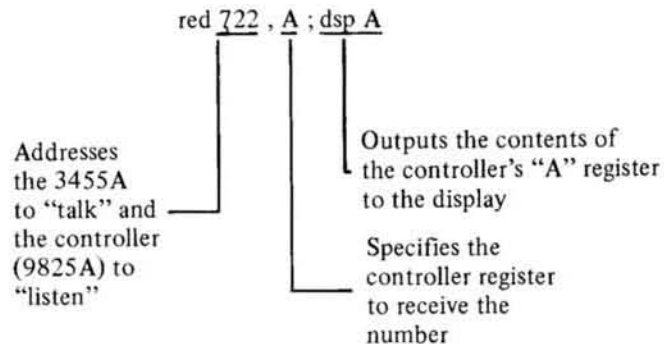 red 722 , A ; dsp A
Addresses
the 3455A
to “talk” and
the controller
(9825A) to
“listen”
Outputs the contents of
the controller’s “A” register
to the display
Specifies the
controller register
to receive the
number